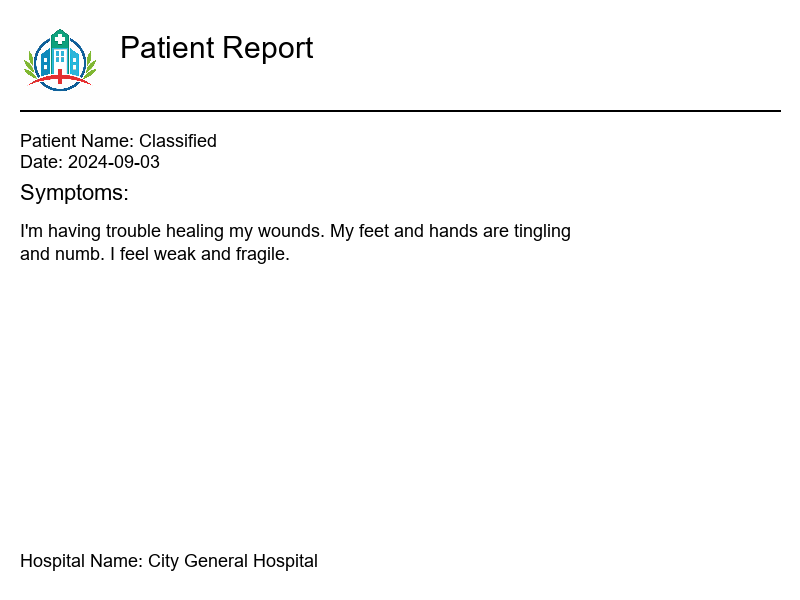 Patient Report
Patient Name: Classified
Date: 2024-09-03
Symptoms:
I'm having trouble healing my wounds. My feet and hands are tingling
and numb. I feel weak and fragile.
Hospital Name: City General Hospital